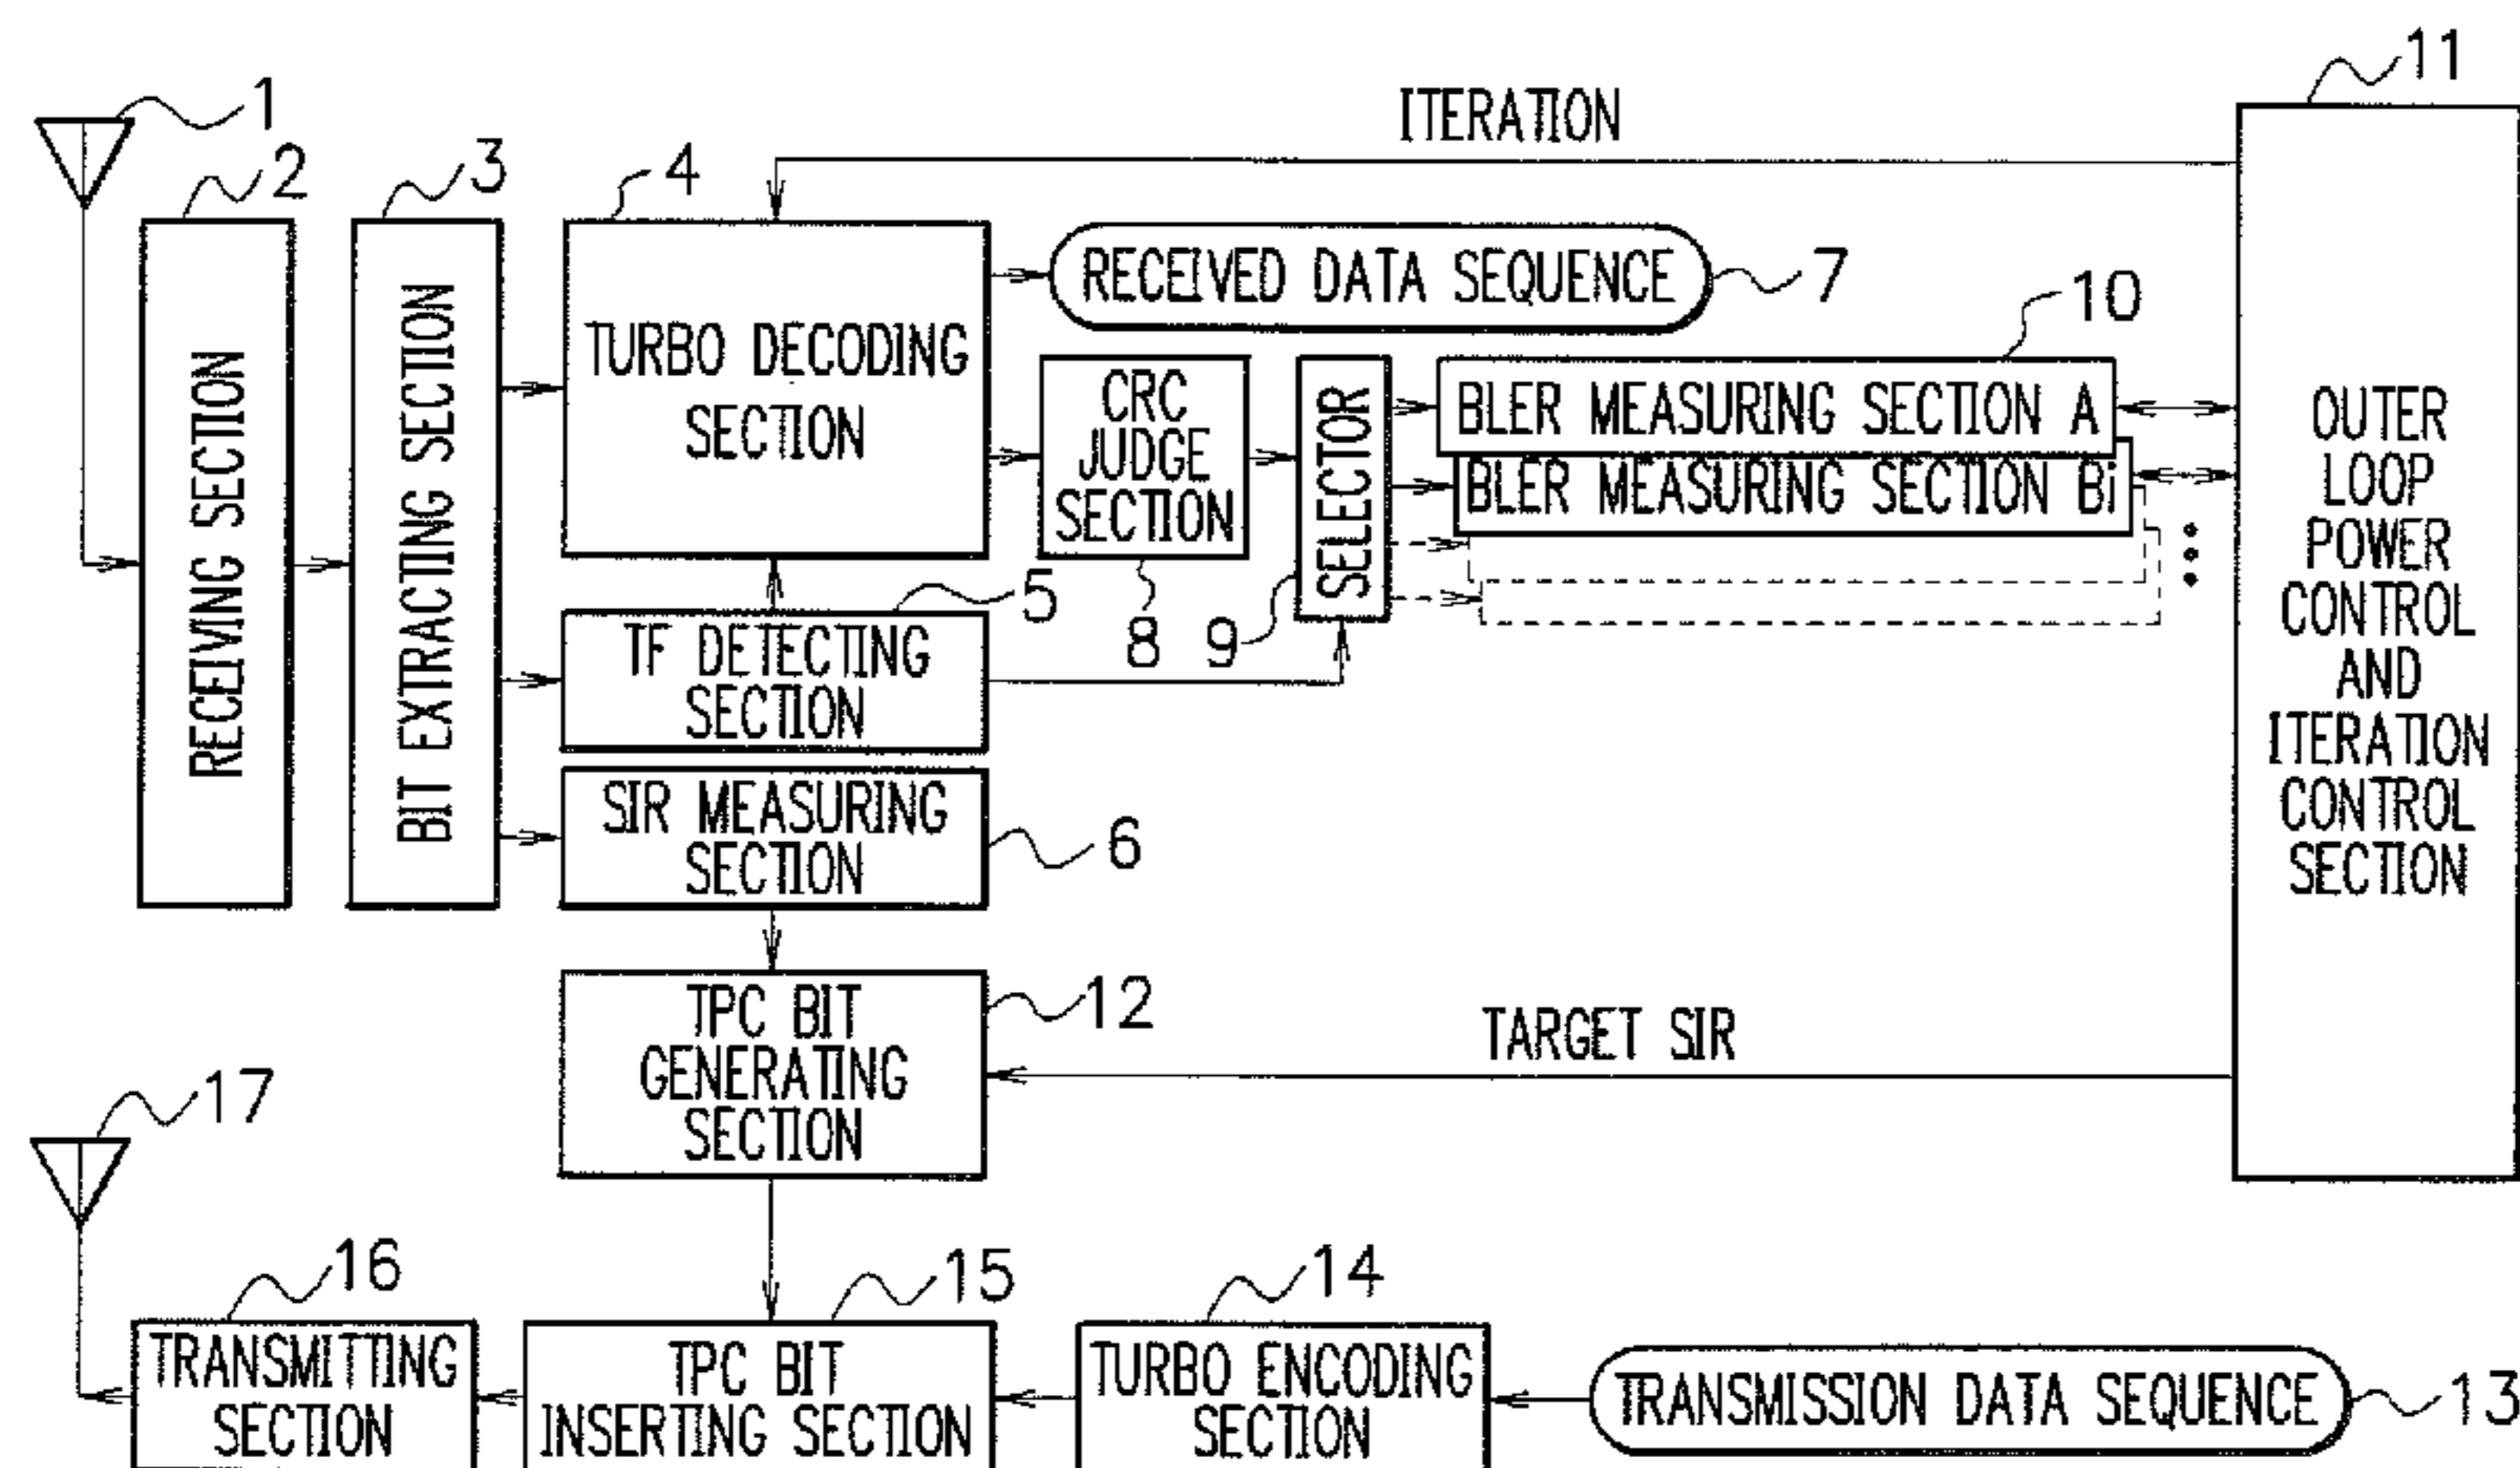 1
2
3
4
ITERATION
11
RECEIVING SECTION
BIT EXTRACTING SECTION
TURBO DECODING
SECTION
RECEIVED DATA SEQUENCE
7
CRC
JUDGE
SECTION
8
SELECTOR
9
10
BLER MEASURING SECTION A
BLER MEASURING SECTION Bi
OUTER
LOOP
POWER
CONTROL
AND
ITERATION
CONTROL
SECTION
5
TF DETECTING
SECTION
SIR MEASURING
SECTION
6
TPC BIT
GENERATING
SECTION
12
TARGET SIR
17
16
15
14
TRANSMITTING
SECTION
TPC BIT
INSERTING SECTION
TURBO ENCODING
SECTION
TRANSMISSION DATA SEQUENCE
13